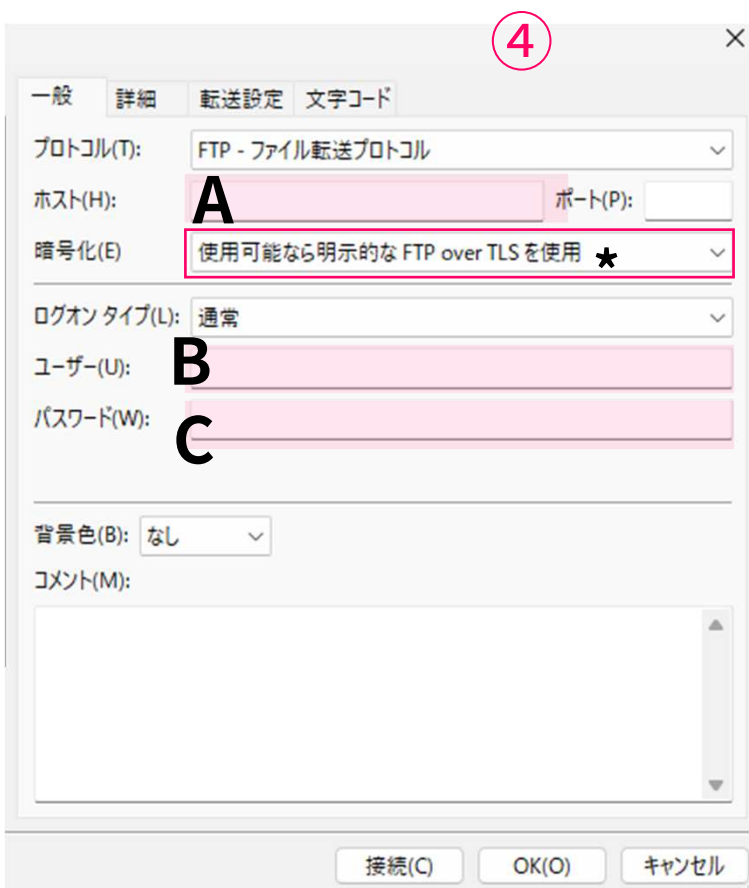 ④
一般 詳細 転送設定 文字コード
プロトコル(T): FTP - ファイル転送プロトコル
ホスト(H): A ポート(P):
暗号化(E) 使用可能なら明示的な FTP over TLS を使用 *
ログオン タイプ(L): 通常
ユーザー(U): B
パスワード(W): C
背景色(B): なし
コメント(M):
接続(C) OK(O) キャンセル